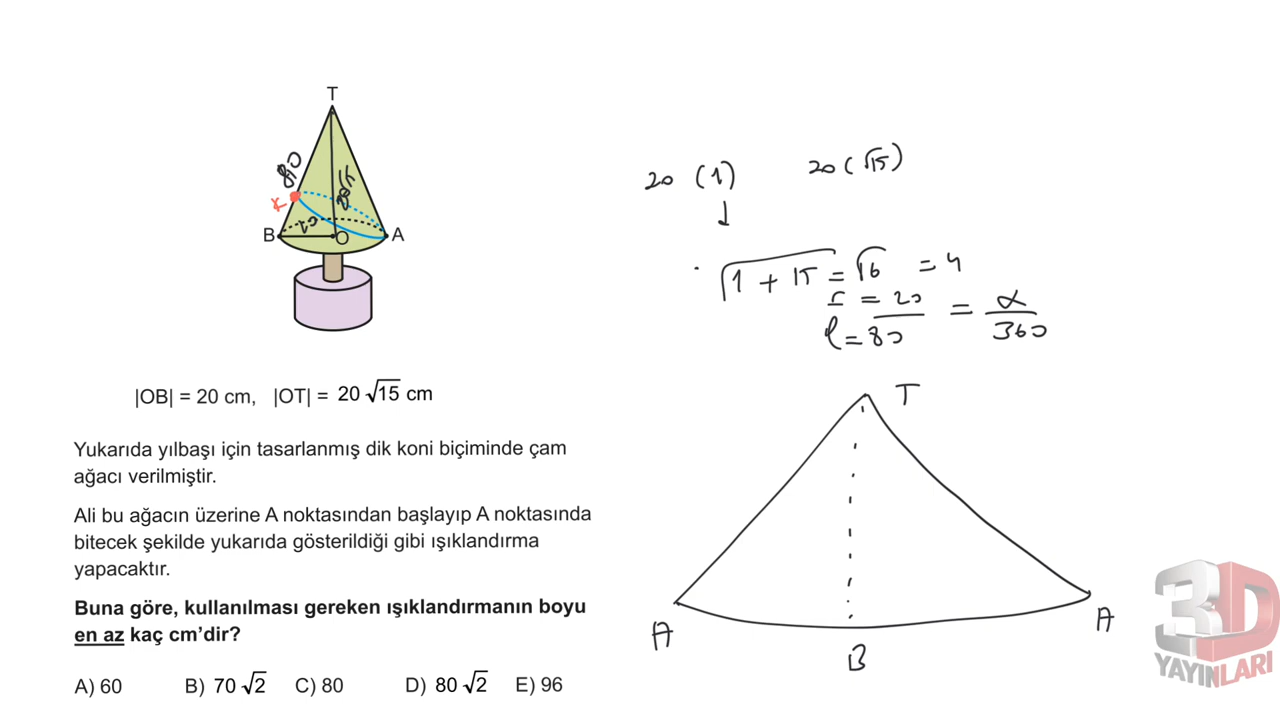 T
80
20√15
K
20
B
O
A
|OB| = 20 cm, |OT| = 20 √15 cm
Yukarıda yılbaşı için tasarlanmış dik koni biçiminde çam
ağacı verilmiştir.
Ali bu ağacın üzerine A noktasından başlayıp A noktasında
bitecek şekilde yukarıda gösterildiği gibi ışıklandırma
yapacaktır.
Buna göre, kullanılması gereken ışıklandırmanın boyu
en az kaç cm’dir?
A) 60 B) 70 √2 C) 80 D) 80 √2 E) 96
20 (1) 20 (√15)
↓
√1 + 15 = √16 = 4
r = 20 = α
l = 80 360
T
A
B
A
3D
YAYINLARI